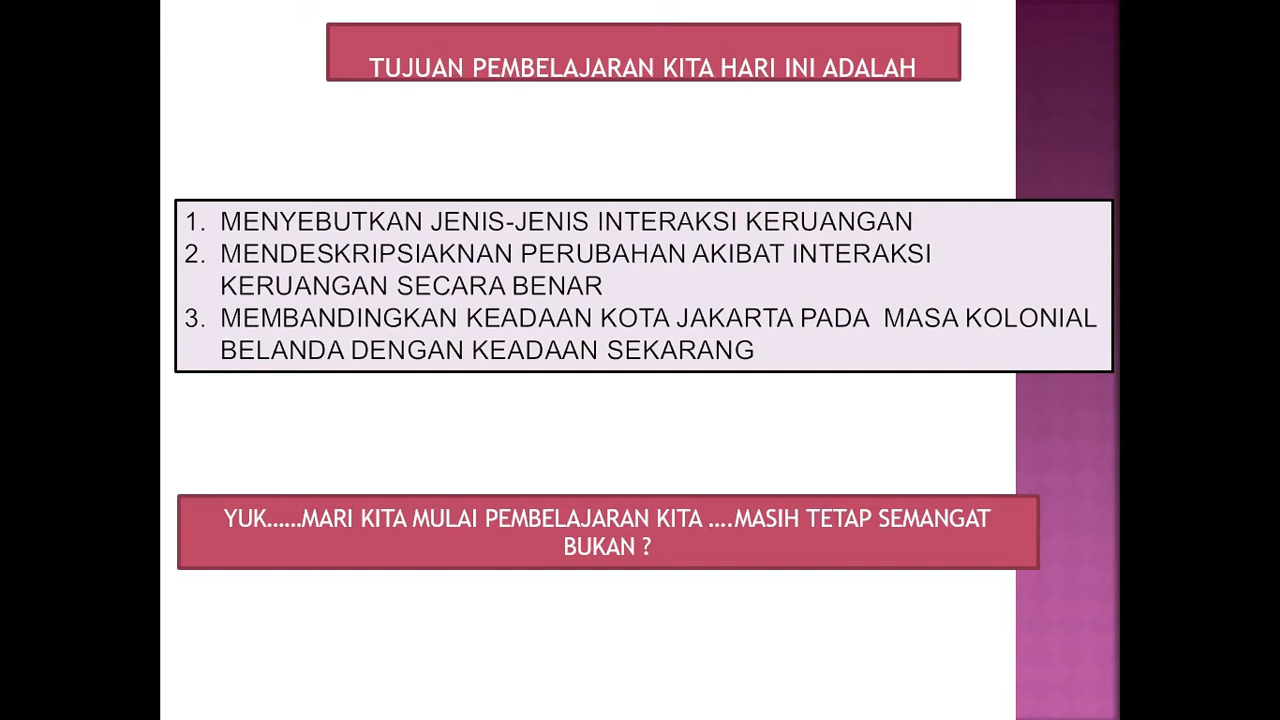 TUJUAN PEMBELAJARAN KITA HARI INI ADALAH
1. MENYEBUTKAN JENIS-JENIS INTERAKSI KERUANGAN
2. MENDESKRIPSIAKNAN PERUBAHAN AKIBAT INTERAKSI
KERUANGAN SECARA BENAR
3. MEMBANDINGKAN KEADAAN KOTA JAKARTA PADA MASA KOLONIAL
BELANDA DENGAN KEADAAN SEKARANG
YUK……MARI KITA MULAI PEMBELAJARAN KITA ….MASIH TETAP SEMANGAT
BUKAN ?